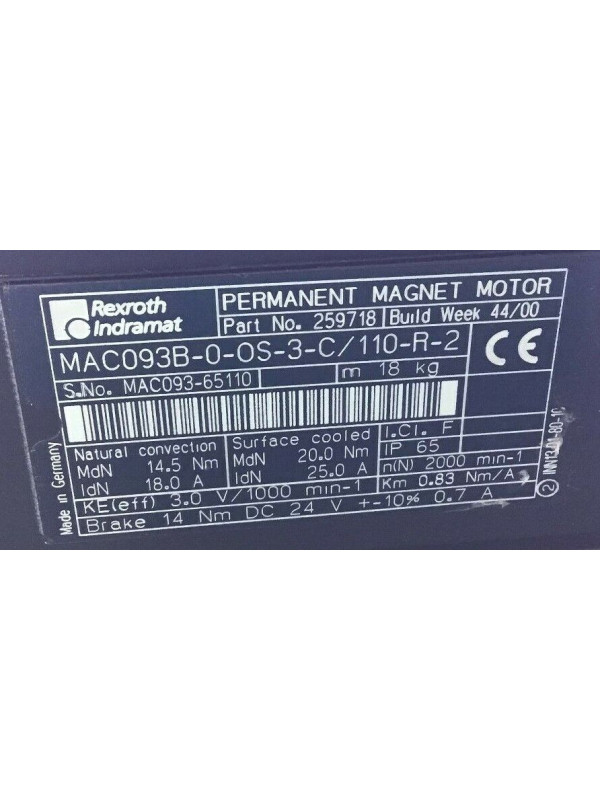 Rexroth
Indramat
PERMANENT MAGNET MOTOR
Part No. 259718 Build Week 44/00
MAC093B-0-OS-3-C/110-R-2
CE
S.No. MAC093-65110 m 18 kg
Natural convection Surface cooled I.Cl. F
MdN 14.5 Nm MdN 20.0 Nm IP 65
IdN 18.0 A IdN 25.0 A n(N) 2000 min-1
KE(eff) 3.0 V/1000 min-1 Km 0.83 Nm/A
Brake 14 Nm DC 24 V +-10% 0.7 A
Made in Germany